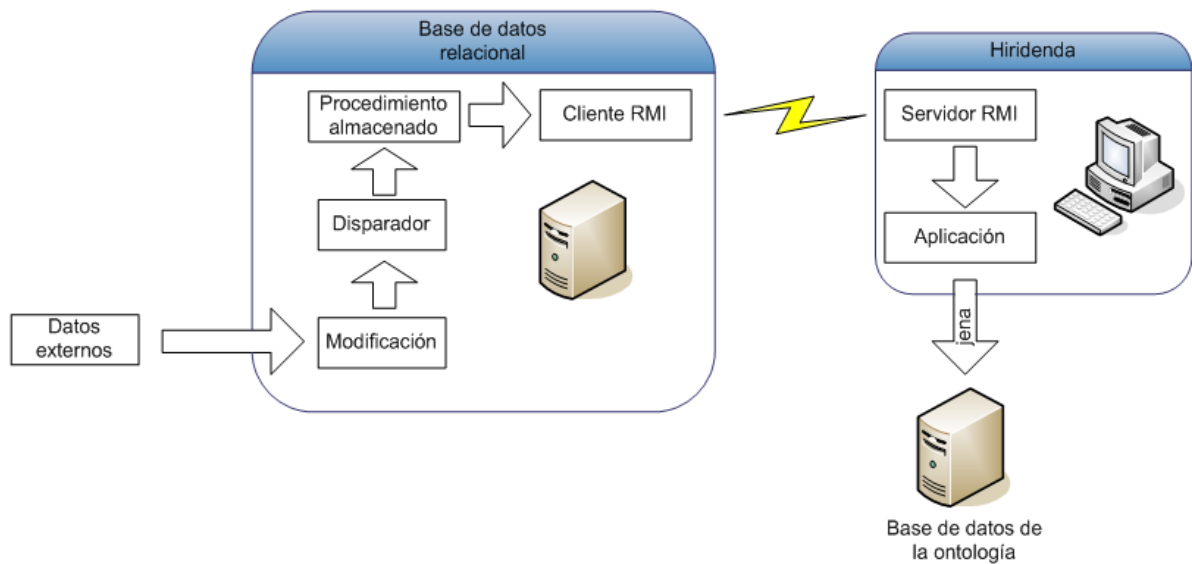 Base de datos
relacional
Hiridenda
Procedimiento
almacenado
Cliente RMI
Servidor RMI
Disparador
Aplicación
Datos
externos
Modificación
jena
Base de datos de
la ontología